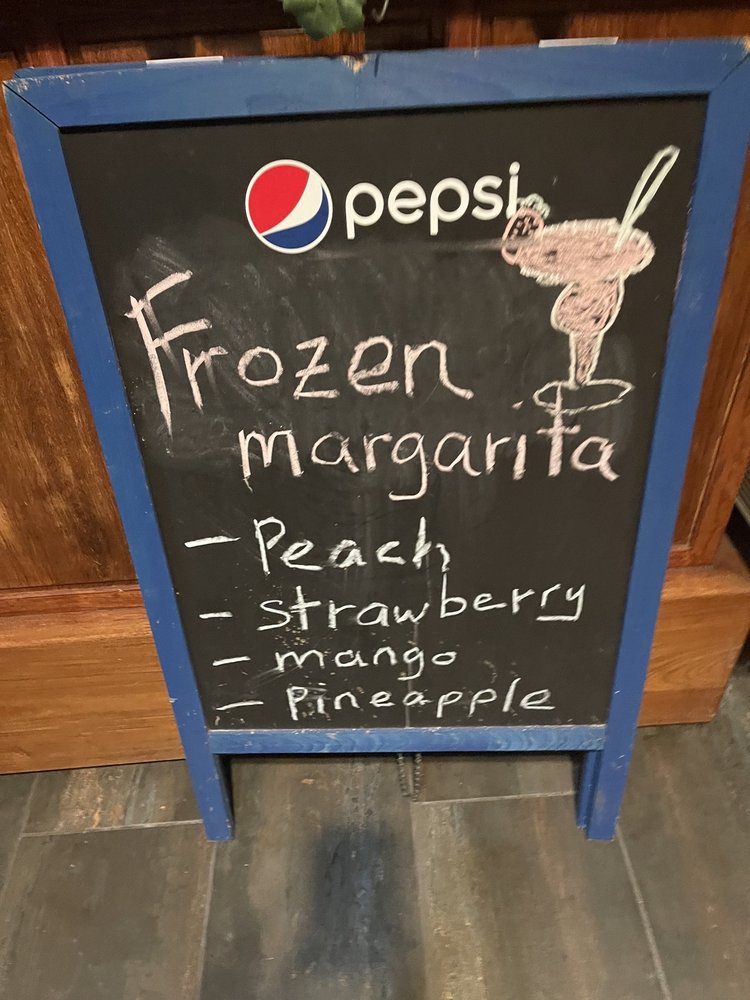 pepsi
Frozen
margarita
- Peach
- strawberry
- mango
- Pineapple